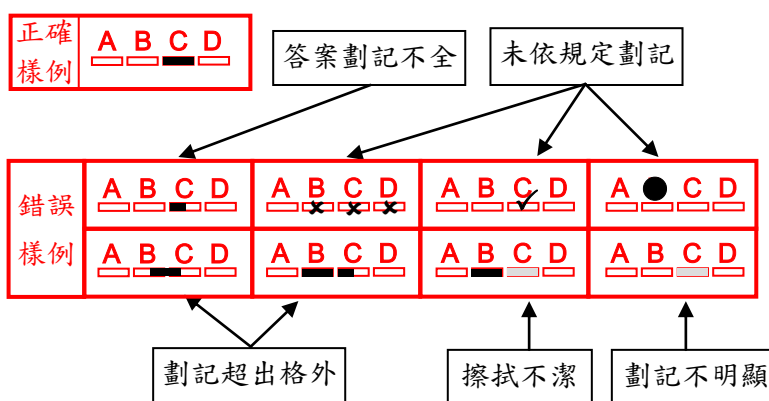 正確
樣例
A B C D
答案劃記不全
未依規定劃記
錯誤
樣例
A B C D
A B C D
A B C D
A C D
A B C D
A B C D
A B C D
A B C D
劃記超出格外
擦拭不潔
劃記不明顯